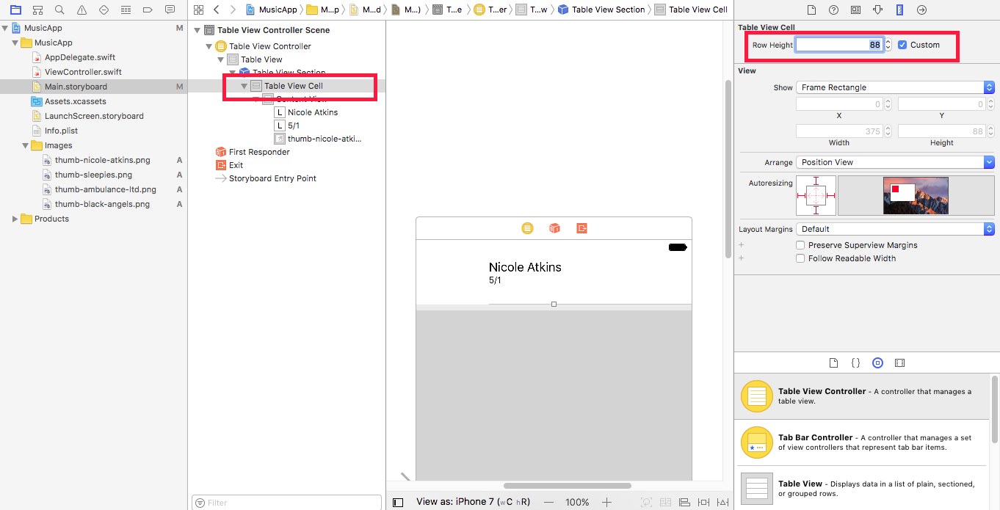 MusicApp
M...p
M...d
M...)
T...e
T...er
T...w
Table View Section
Table View Cell
MusicApp M
MusicApp
AppDelegate.swift
ViewController.swift
Main.storyboard M
Assets.xcassets
LaunchScreen.storyboard
Info.plist
Images
thumb-nicole-atkins.png A
thumb-sleepies.png A
thumb-ambulance-ltd.png A
thumb-black-angels.png A
Products
Table View Controller Scene
Table View Controller
Table View
Table View Section
Table View Cell
Content View
L Nicole Atkins
L 5/1
thumb-nicole-atki...
First Responder
Exit
Storyboard Entry Point
Filter
Nicole Atkins
5/1
View as: iPhone 7 (wC hR)
100%
Table View Cell
Row Height 88 Custom
View
Show Frame Rectangle
0 0
X Y
375 88
Width Height
Arrange Position View
Autoresizing
Layout Margins Default
Preserve Superview Margins
Follow Readable Width
Table View Controller - A controller that manages a
table view.
Tab Bar Controller - A controller that manages a set
of view controllers that represent tab bar items.
Table View - Displays data in a list of plain, sectioned,
or grouped rows.